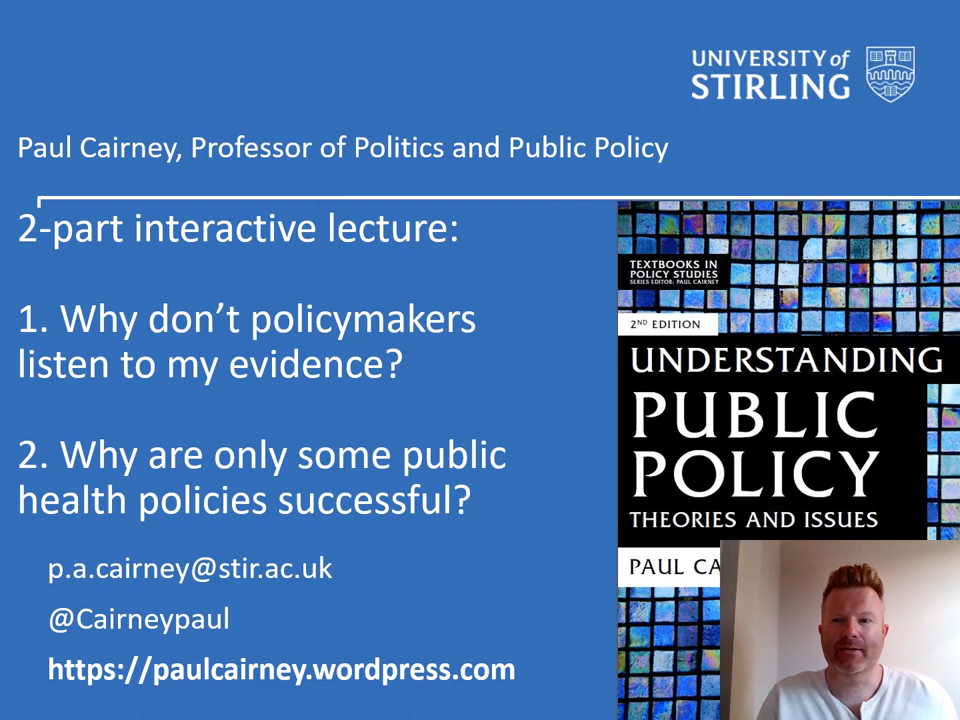 UNIVERSITY of
STIRLING
Paul Cairney, Professor of Politics and Public Policy
2-part interactive lecture:
1. Why don’t policymakers
listen to my evidence?
2. Why are only some public
health policies successful?
p.a.cairney@stir.ac.uk
@Cairneypaul
https://paulcairney.wordpress.com
TEXTBOOKS IN
POLICY STUDIES
SERIES EDITOR: PAUL CAIRNEY
2ND EDITION
UNDERSTANDING
PUBLIC
POLICY
THEORIES AND ISSUES
PAUL CA